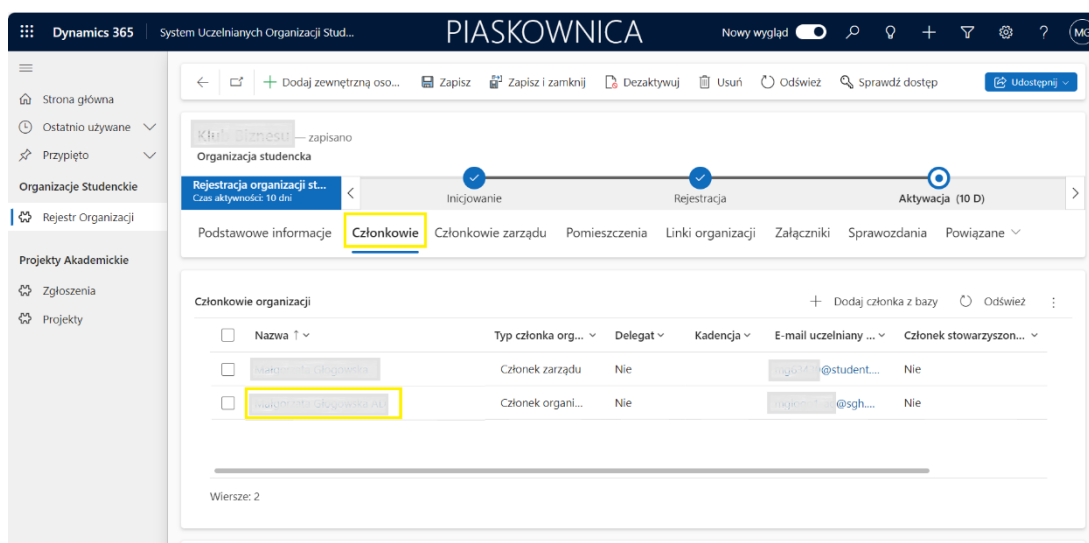 Dynamics 365 System Uczelnianych Organizacji Stud... PIASKOWNICA Nowy wygląd
Dodaj zewnętrzną oso... Zapisz Zapisz i zamknij Dezaktywuj Usuń Odśwież Sprawdź dostęp Udostępnij
Strona główna
Ostatnio używane
Przypięto
Organizacje Studenckie
Rejestr Organizacji
Projekty Akademickie
Zgłoszenia
Projekty
— zapisano
Organizacja studencka
Rejestracja organizacji st...
Czas aktywności: 10 dni
Inicjowanie Rejestracja Aktywacja (10 D)
Podstawowe informacje Członkowie Członkowie zarządu Pomieszczenia Linki organizacji Załączniki Sprawozdania Powiązane
Członkowie organizacji Dodaj członka z bazy Odśwież
Nazwa Typ członka org... Delegat Kadencja E-mail uczelniany ... Członek stowarzyszon...
Członek zarządu Nie @student.... Nie
Członek organi... Nie @sgh.... Nie
Wiersze: 2